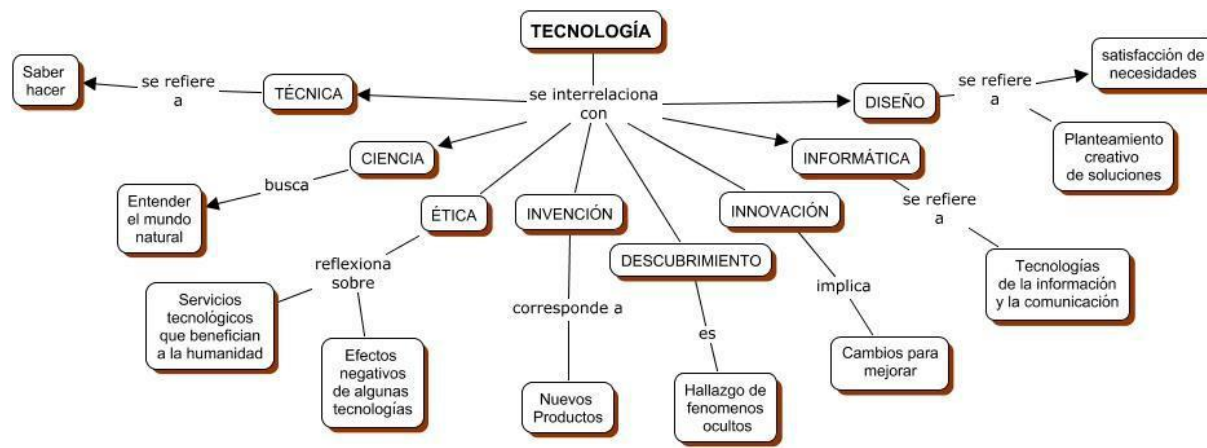 TECNOLOGÍA
se interrelaciona
con
TÉCNICA
se refiere
a
Saber
hacer
CIENCIA
busca
Entender
el mundo
natural
ÉTICA
reflexiona
sobre
Servicios
tecnológicos
que benefician
a la humanidad
Efectos
negativos
de algunas
tecnologías
INVENCIÓN
corresponde a
Nuevos
Productos
DESCUBRIMIENTO
es
Hallazgo de
fenomenos
ocultos
INNOVACIÓN
implica
Cambios para
mejorar
INFORMÁTICA
se refiere
a
Tecnologías
de la información
y la comunicación
DISEÑO
se refiere
a
satisfacción de
necesidades
Planteamiento
creativo
de soluciones